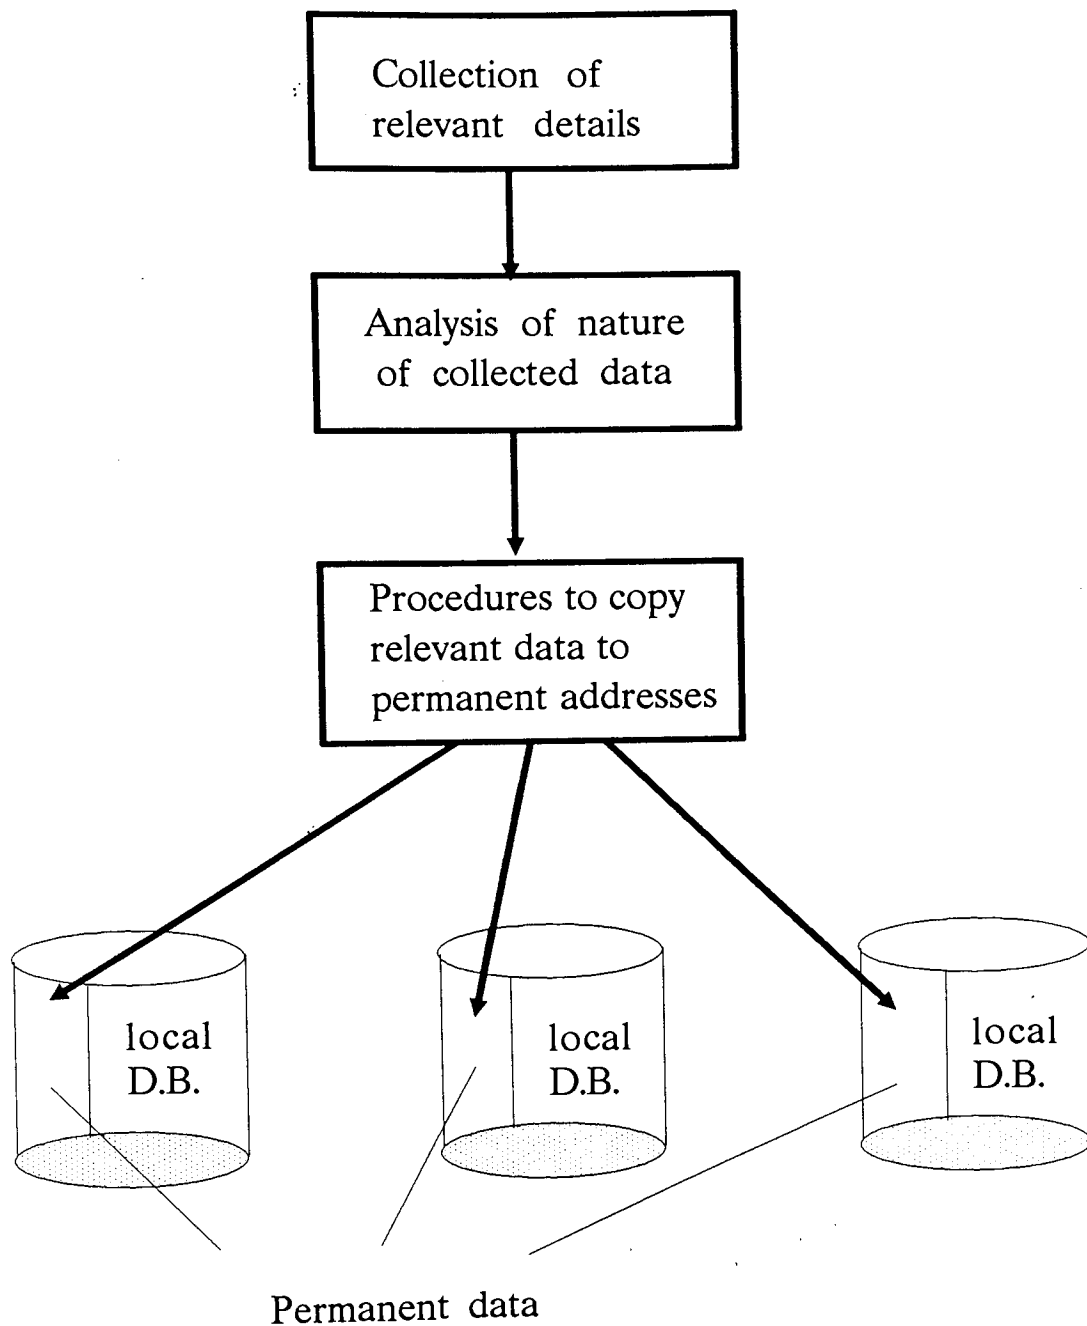 Collection of
relevant details
Analysis of nature
of collected data
Procedures to copy
relevant data to
permanent addresses
local
D.B.
local
D.B.
local
D.B.
Permanent data